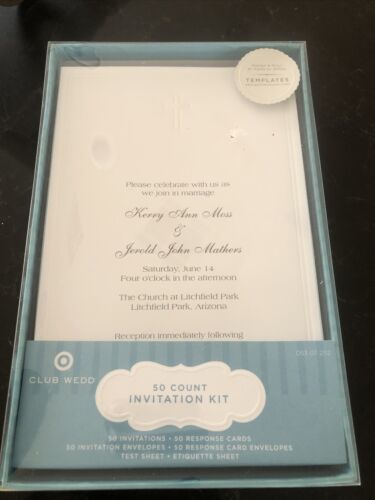 TEMPLATES
Please celebrate with us as
we join in marriage
Kerry Ann Moss
&
Jerold John Mathers
Saturday, June 14
Four o'clock in the afternoon
The Church at Litchfield Park
Litchfield Park, Arizona
Reception immediately following
CLUB WEDD
053 07 2112
50 COUNT
INVITATION KIT
50 INVITATIONS • 50 RESPONSE CARDS
50 INVITATION ENVELOPES • 50 RESPONSE CARD ENVELOPES
TEST SHEET • ETIQUETTE SHEET